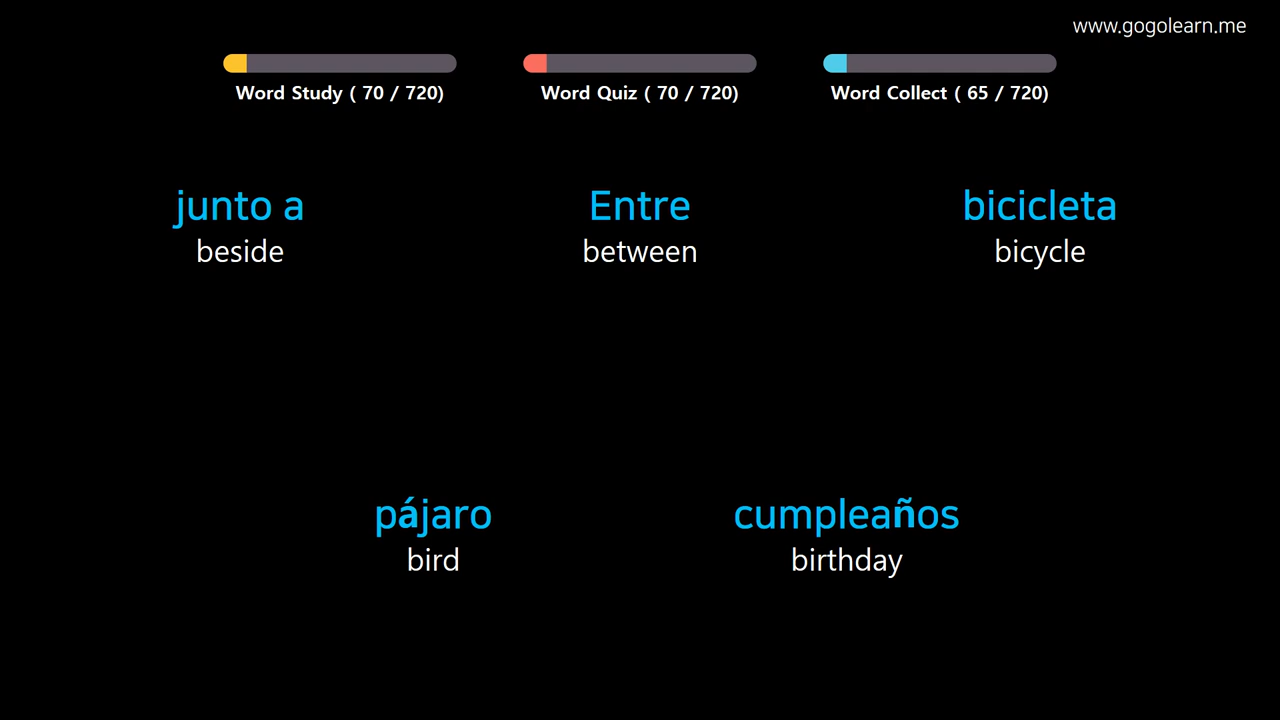 www.gogolearn.me
Word Study ( 70 / 720)
Word Quiz ( 70 / 720)
Word Collect ( 65 / 720)
junto a
beside
Entre
between
bicicleta
bicycle
pájaro
bird
cumpleaños
birthday